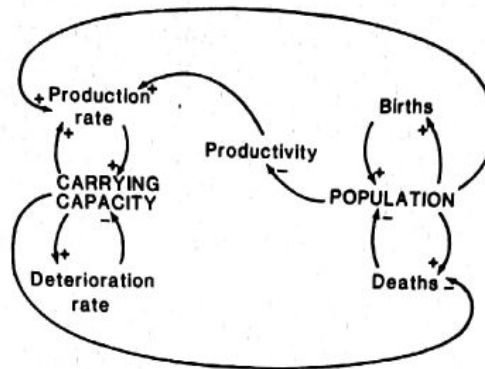 Production
rate
Births
Productivity
CARRYING
CAPACITY
POPULATION
Deterioration
rate
Deaths